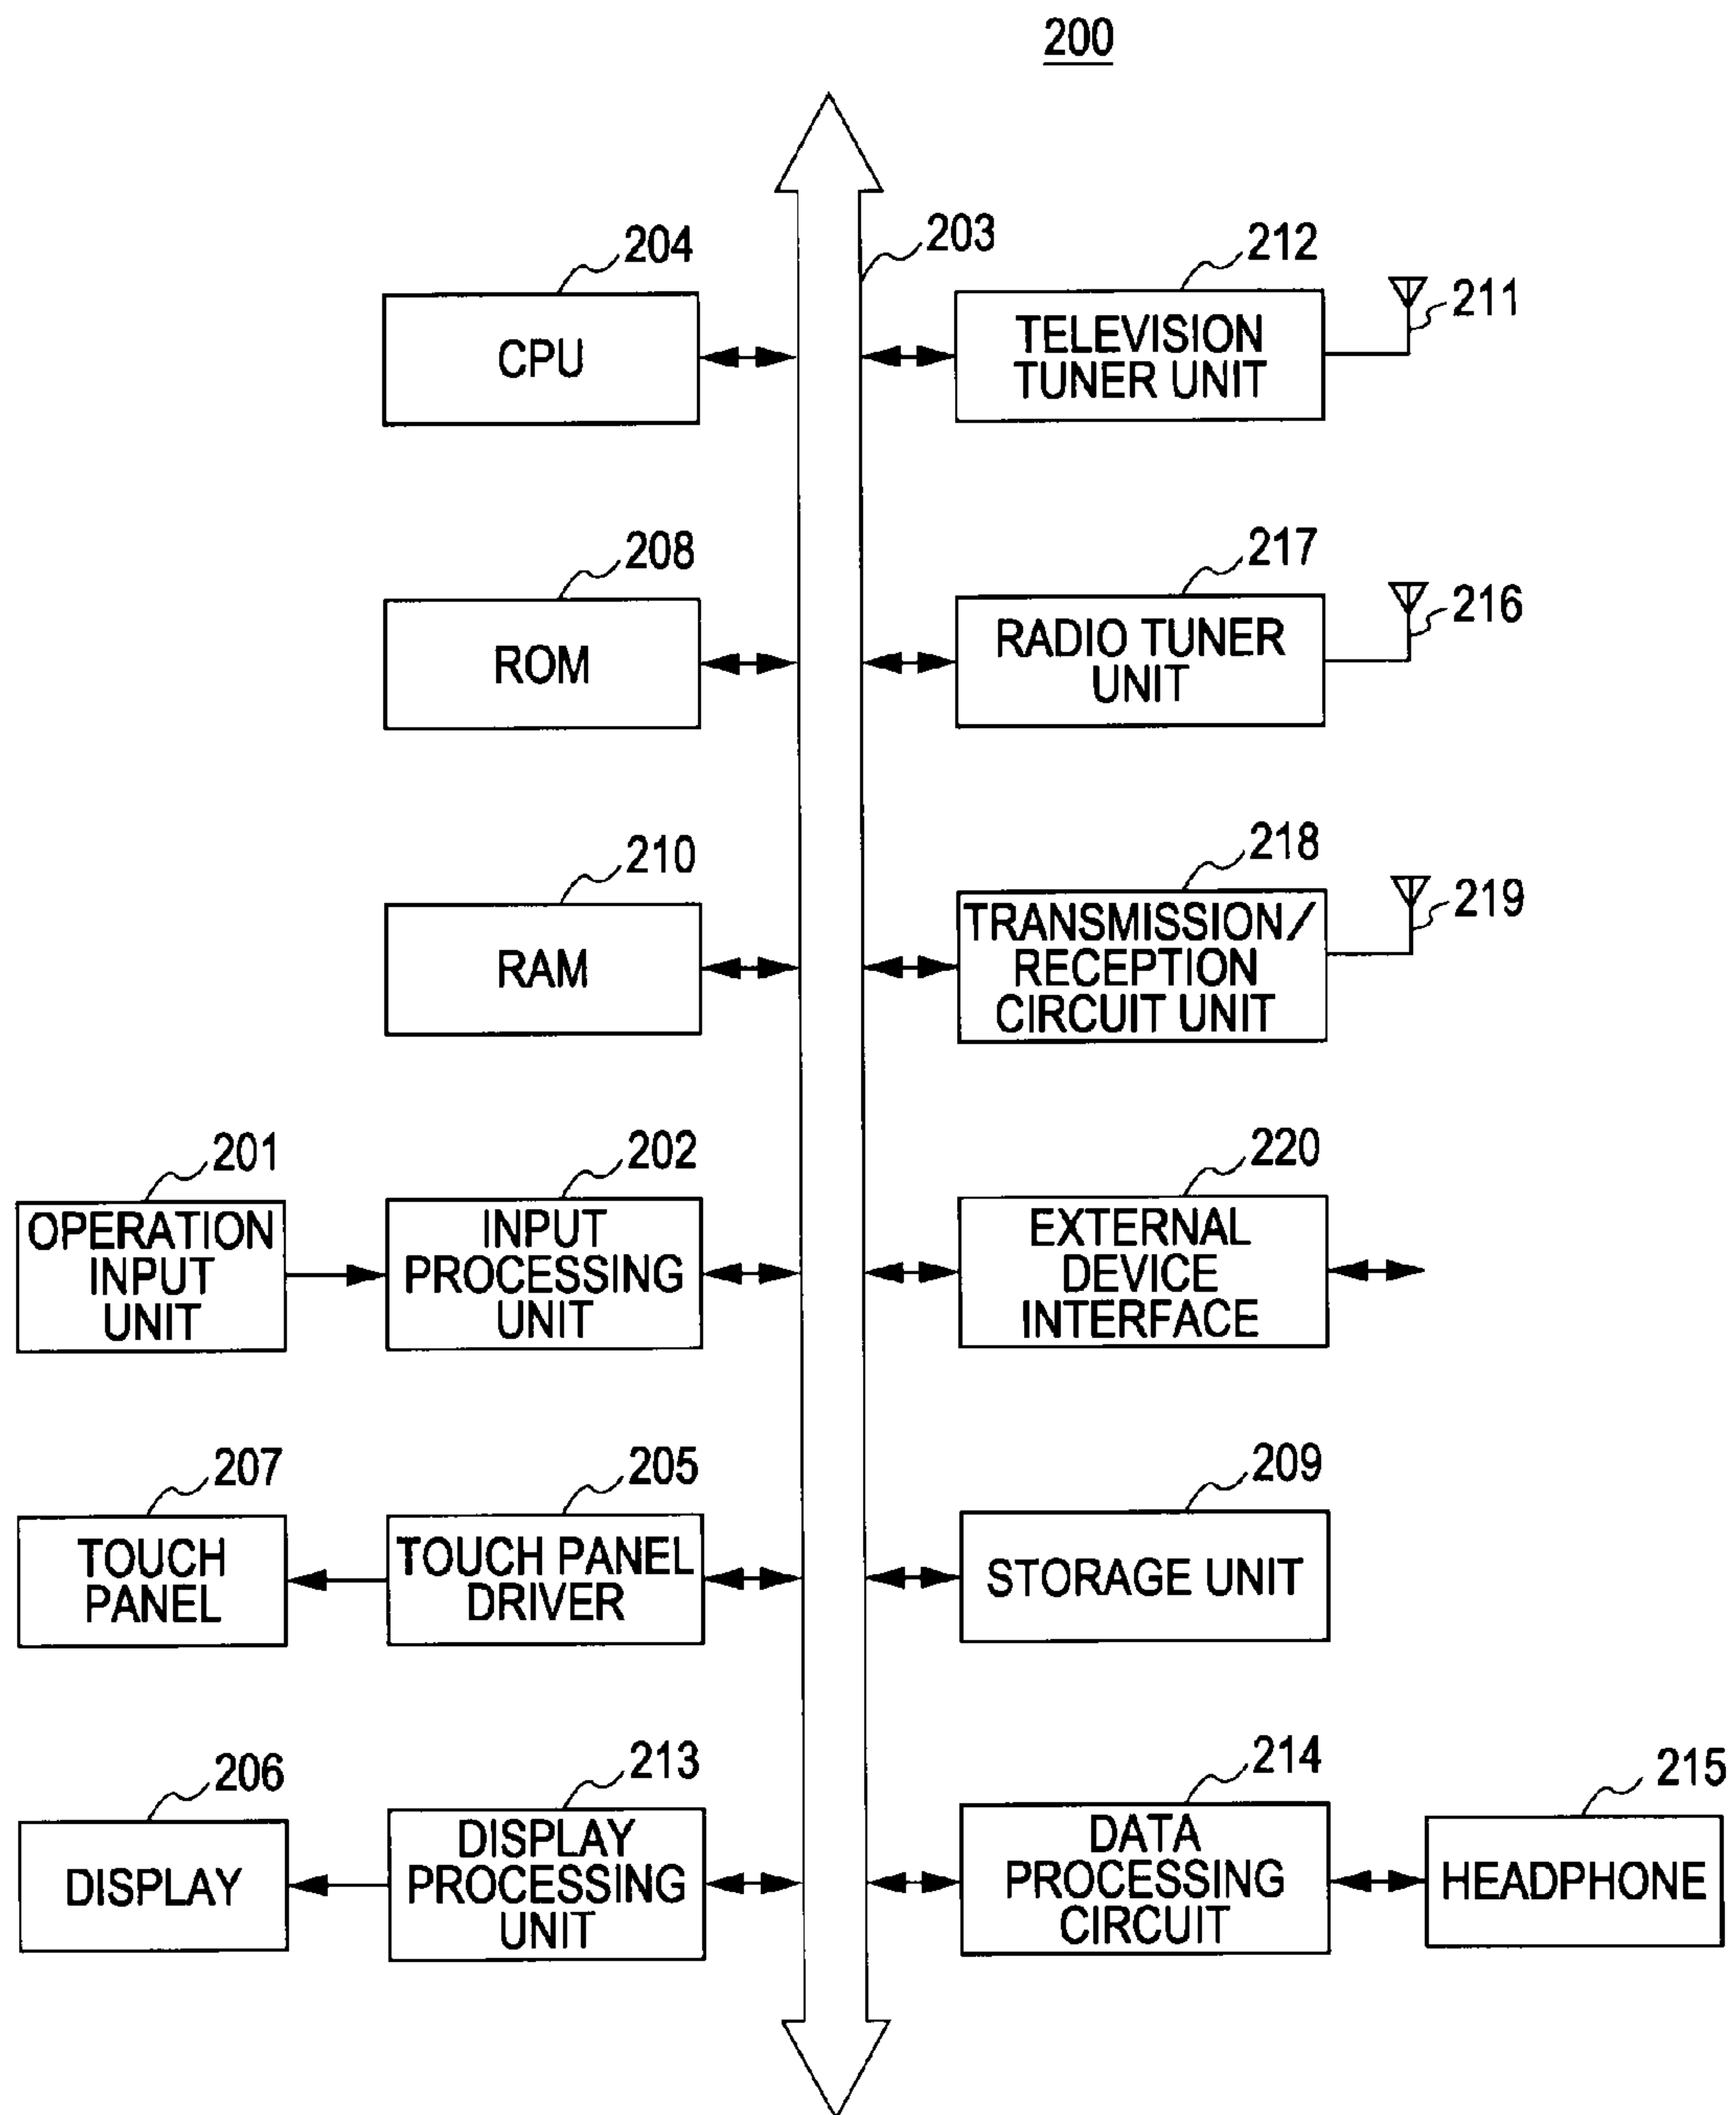 200
204
CPU
203
212
TELEVISION
TUNER UNIT
211
208
ROM
217
RADIO TUNER
UNIT
216
210
RAM
218
TRANSMISSION/
RECEPTION
CIRCUIT UNIT
219
201
OPERATION
INPUT
UNIT
202
INPUT
PROCESSING
UNIT
220
EXTERNAL
DEVICE
INTERFACE
207
TOUCH
PANEL
205
TOUCH PANEL
DRIVER
209
STORAGE UNIT
206
DISPLAY
213
DISPLAY
PROCESSING
UNIT
214
DATA
PROCESSING
CIRCUIT
215
HEADPHONE